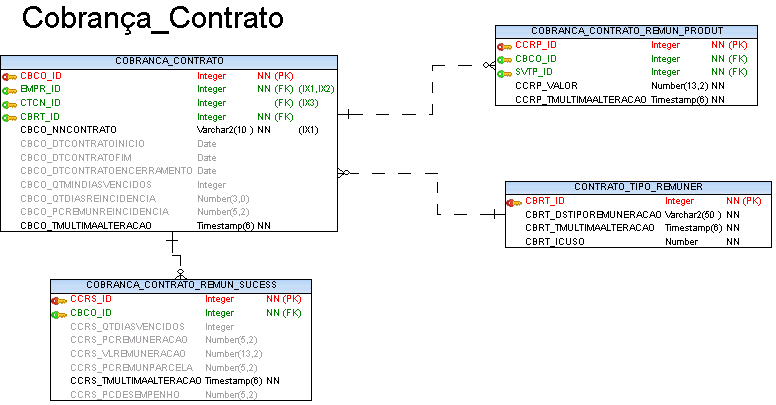 Cobrança_Contrato
COBRANCA_CONTRATO
CBCO_ID Integer NN (PK)
EMPR_ID Integer NN (FK) (IX1,IX2)
CTCN_ID Integer (FK) (IX3)
CBRT_ID Integer NN (FK)
CBCO_NNCONTRATO Varchar2(10 ) NN (IX1)
CBCO_DTCONTRATOINICIO Date
CBCO_DTCONTRATOFIM Date
CBCO_DTCONTRATOENCERRAMENTO Date
CBCO_QTMINDIASVENCIDOS Integer
CBCO_QTDIASREINCIDENCIA Number(3,0)
CBCO_PCREMUNREINCIDENCIA Number(5,2)
CBCO_TMULTIMAALTERACAO Timestamp(6) NN
COBRANCA_CONTRATO_REMUN_PRODUT
CCRP_ID Integer NN (PK)
CBCO_ID Integer NN (FK)
SVTP_ID Integer NN (FK)
CCRP_VALOR Number(13,2) NN
CCRP_TMULTIMAALTERACAO Timestamp(6) NN
CONTRATO_TIPO_REMUNER
CBRT_ID Integer NN (PK)
CBRT_DSTIPOREMUNERACAO Varchar2(50 ) NN
CBRT_TMULTIMAALTERACAO Timestamp(6) NN
CBRT_ICUSO Number NN
COBRANCA_CONTRATO_REMUN_SUCESS
CCRS_ID Integer NN (PK)
CBCO_ID Integer NN (FK)
CCRS_QTDIASVENCIDOS Integer
CCRS_PCREMUNERACAO Number(5,2)
CCRS_VLREMUNERACAO Number(13,2)
CCRS_PCREMUNPARCELA Number(5,2)
CCRS_TMULTIMAALTERACAO Timestamp(6) NN
CCRS_PCDESEMPENHO Number(5,2)